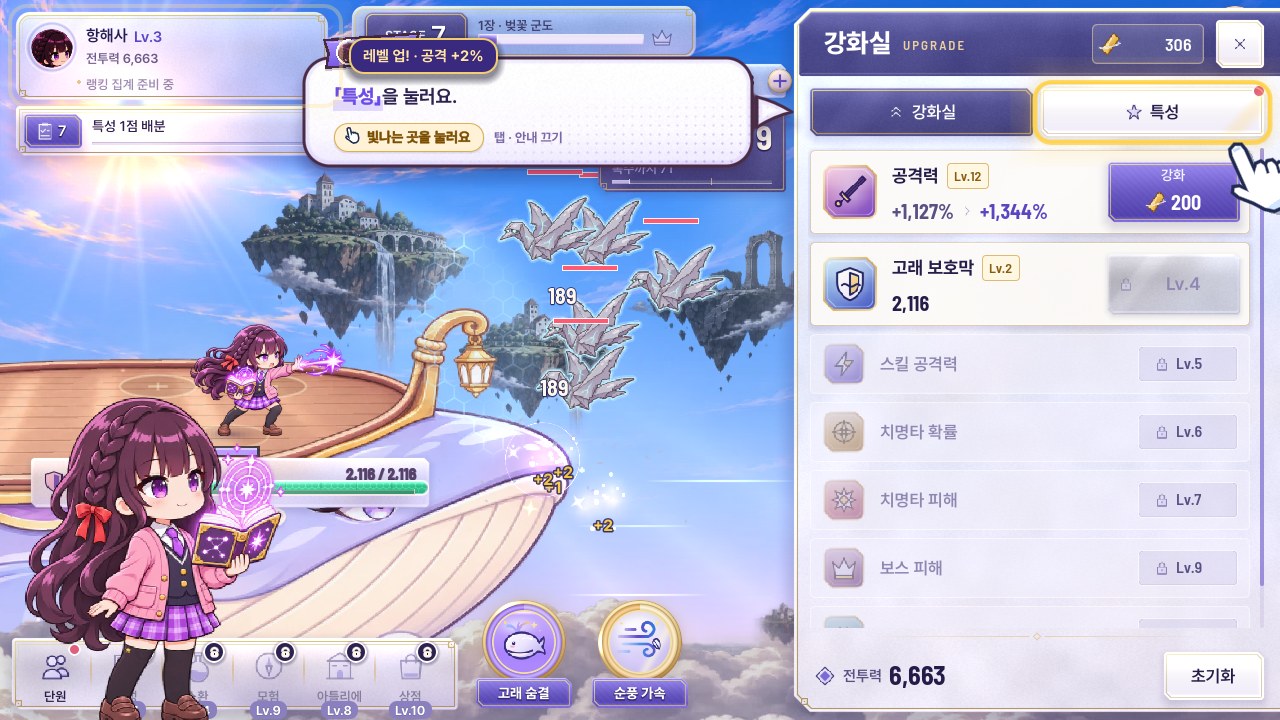 항해사 Lv.3
전투력 6,663
랭킹 집계 준비 중
7
특성 1점 배분
7
1장 · 벚꽃 군도
레벨 업! · 공격 +2%
「특성」을 눌러요.
빛나는 곳을 눌러요
탭 · 안내 끄기
9
189
189
+2
+2
+1
+2
2,116 / 2,116
단원
모험
Lv.9
아틀리에
Lv.8
상점
Lv.10
고래 숨결
순풍 가속
강화실 UPGRADE
306
강화실
특성
공격력 Lv.12
+1,127% +1,344%
강화
200
고래 보호막 Lv.2
2,116
Lv.4
스킬 공격력
Lv.5
치명타 확률
Lv.6
치명타 피해
Lv.7
보스 피해
Lv.9
전투력 6,663
초기화